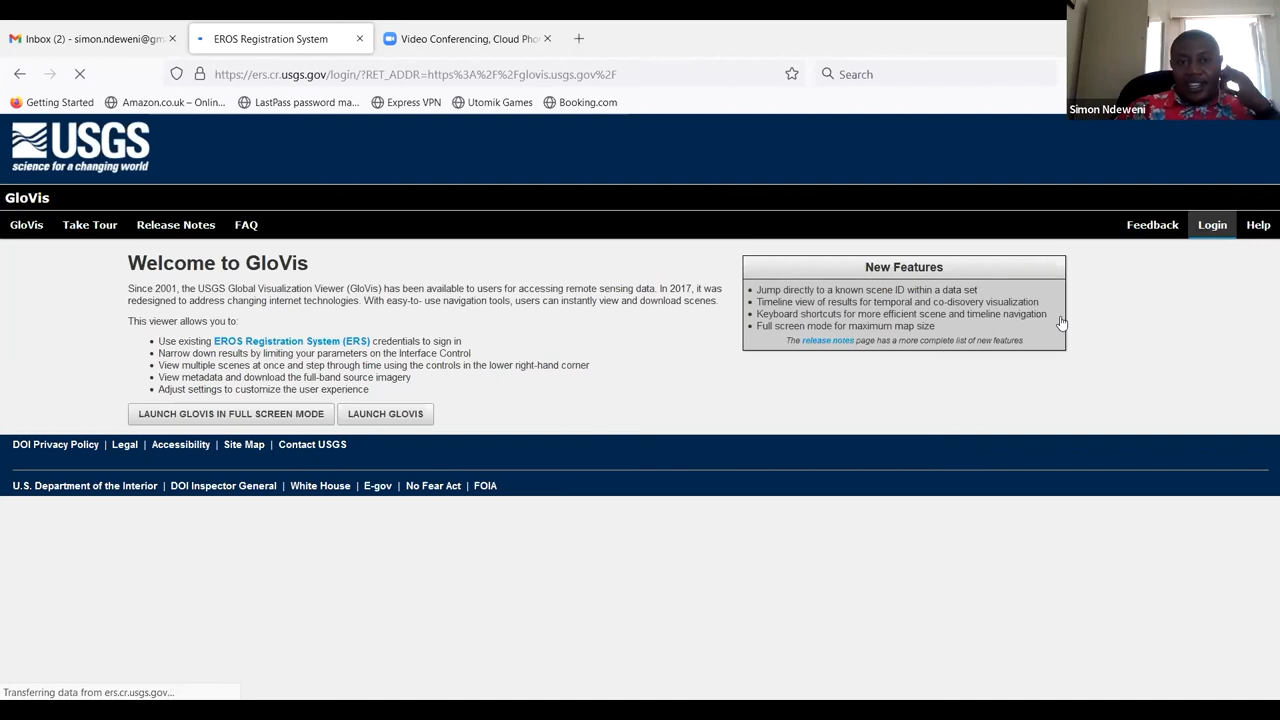 Inbox (2) - simon.ndeweni@gm
EROS Registration System
Video Conferencing, Cloud Pho
https://ers.cr.usgs.gov/login/?RET_ADDR=https%3A%2F%2Fglovis.usgs.gov%2F
Search
Getting Started
Amazon.co.uk – Onlin...
LastPass password ma...
Express VPN
Utomik Games
Booking.com
Simon Ndeweni
USGS
science for a changing world
GloVis
GloVis Take Tour Release Notes FAQ
Feedback Login Help
Welcome to GloVis
Since 2001, the USGS Global Visualization Viewer (GloVis) has been available to users for accessing remote sensing data. In 2017, it was
redesigned to address changing internet technologies. With easy-to- use navigation tools, users can instantly view and download scenes.
This viewer allows you to:
• Use existing EROS Registration System (ERS) credentials to sign in
• Narrow down results by limiting your parameters on the Interface Control
• View multiple scenes at once and step through time using the controls in the lower right-hand corner
• View metadata and download the full-band source imagery
• Adjust settings to customize the user experience
LAUNCH GLOVIS IN FULL SCREEN MODE
LAUNCH GLOVIS
New Features
• Jump directly to a known scene ID within a data set
• Timeline view of results for temporal and co-disovery visualization
• Keyboard shortcuts for more efficient scene and timeline navigation
• Full screen mode for maximum map size
The release notes page has a more complete list of new features
DOI Privacy Policy | Legal | Accessibility | Site Map | Contact USGS
U.S. Department of the Interior | DOI Inspector General | White House | E-gov | No Fear Act | FOIA
Transferring data from ers.cr.usgs.gov...